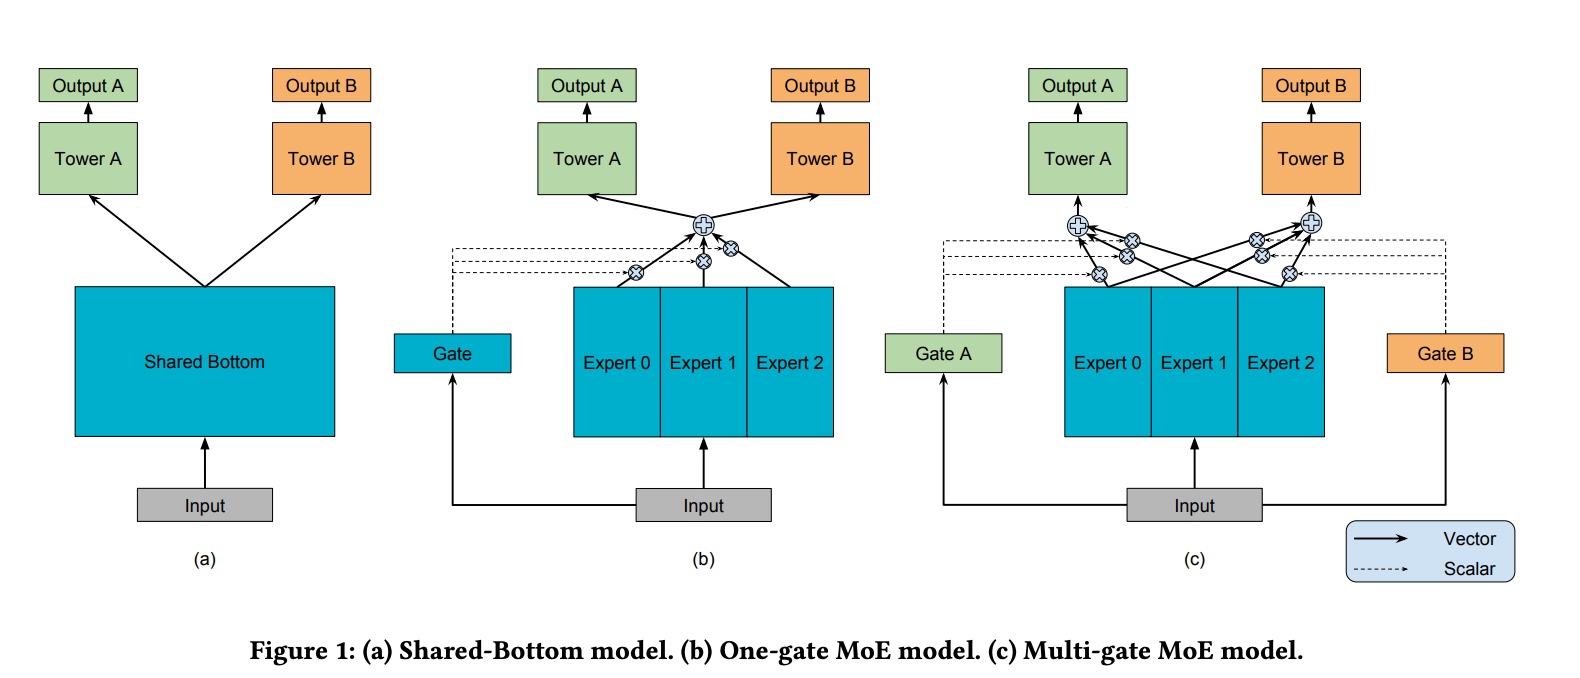 Output A
Output B
Tower A
Tower B
Shared Bottom
Input
(a)
Output A
Output B
Tower A
Tower B
Gate
Expert 0
Expert 1
Expert 2
Input
(b)
Output A
Output B
Tower A
Tower B
Gate A
Expert 0
Expert 1
Expert 2
Gate B
Input
(c)
Vector
Scalar
Figure 1: (a) Shared-Bottom model. (b) One-gate MoE model. (c) Multi-gate MoE model.